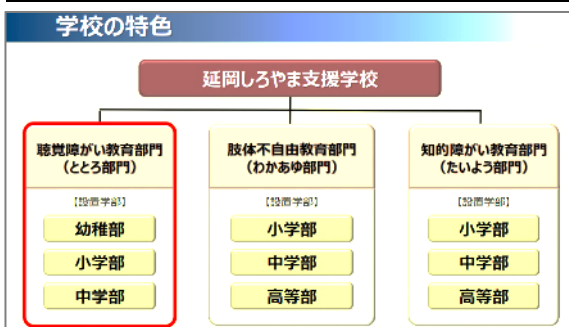 学校の特色
延岡しろやま支援学校
聴覚障がい教育部門
(ととろ部門)
【設置学部】
幼稚部
小学部
中学部
肢体不自由教育部門
(わかあゆ部門)
【設置学部】
小学部
中学部
高等部
知的障がい教育部門
(たいよう部門)
【設置学部】
小学部
中学部
高等部